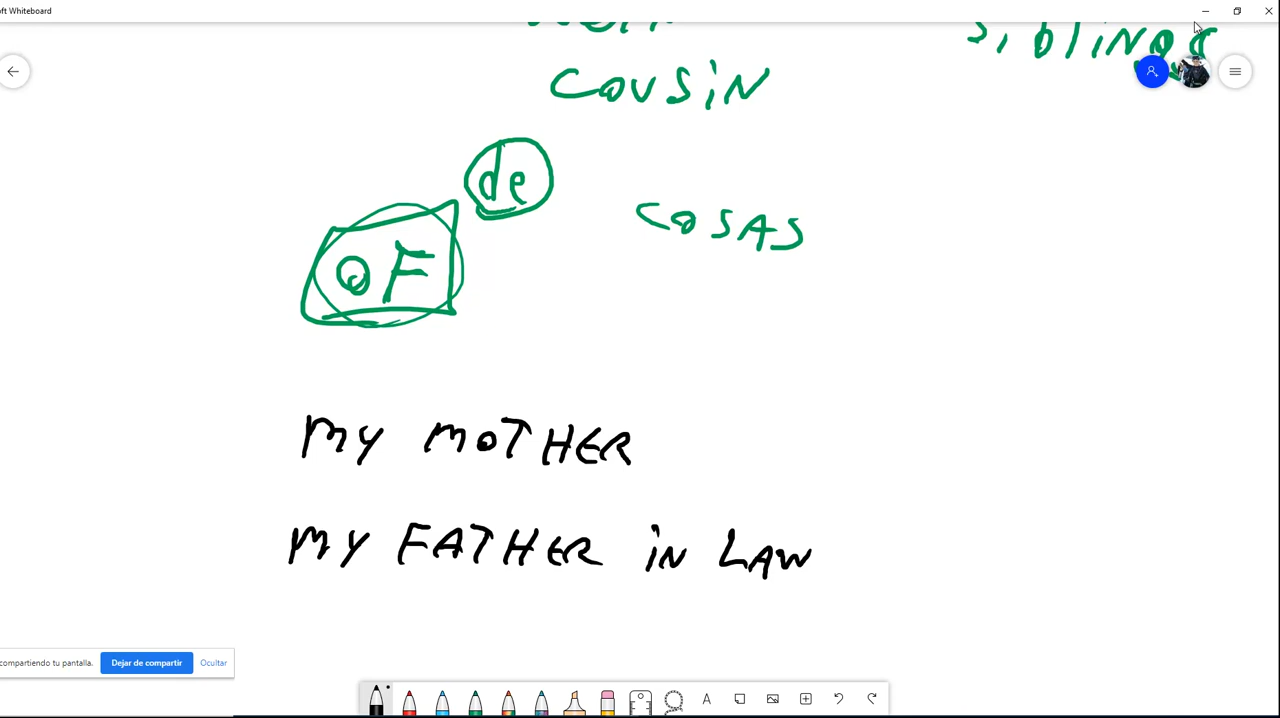 oft Whiteboard
siblings
COUSIN
de
OF
COSAS
MY MOTHER
MY FATHER IN LAW
compartiendo tu pantalla. Dejar de compartir Ocultar
A